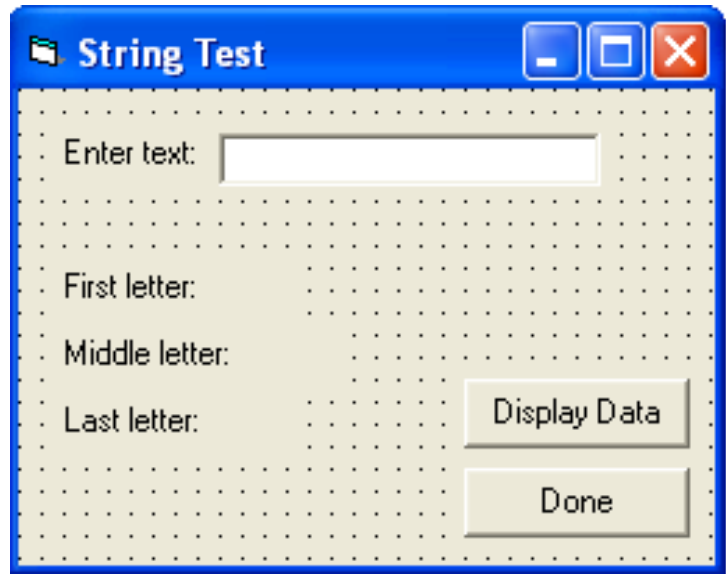 String Test
Enter text:
First letter:
Middle letter:
Last letter:
Display Data
Done